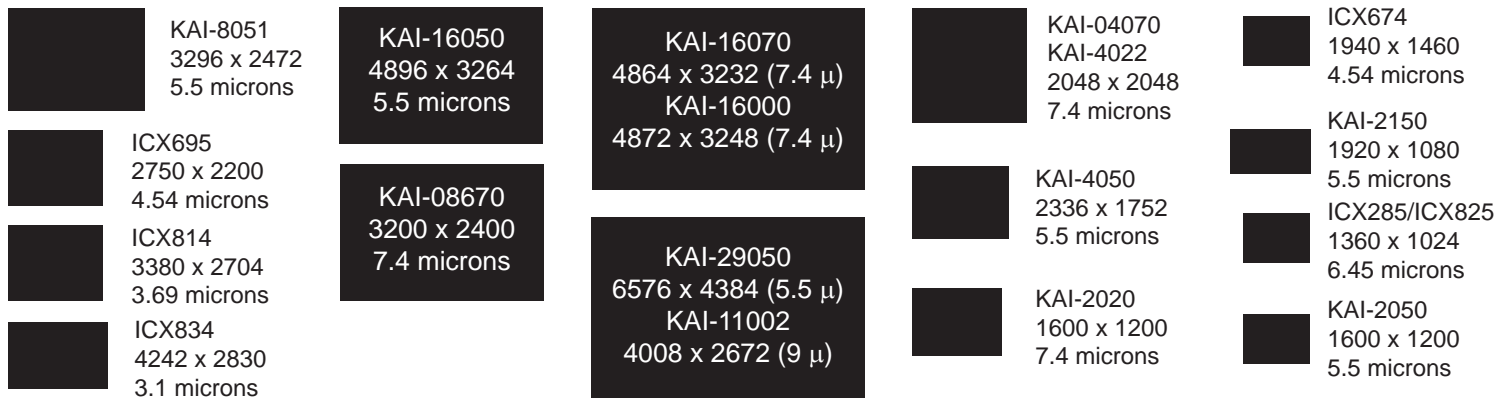 KAI-8051
3296 x 2472
5.5 microns
ICX695
2750 x 2200
4.54 microns
ICX814
3380 x 2704
3.69 microns
ICX834
4242 x 2830
3.1 microns
KAI-16050
4896 x 3264
5.5 microns
KAI-08670
3200 x 2400
7.4 microns
KAI-16070
4864 x 3232 (7.4 μ)
KAI-16000
4872 x 3248 (7.4 μ)
KAI-29050
6576 x 4384 (5.5 μ)
KAI-11002
4008 x 2672 (9 μ)
KAI-04070
KAI-4022
2048 x 2048
7.4 microns
KAI-4050
2336 x 1752
5.5 microns
KAI-2020
1600 x 1200
7.4 microns
ICX674
1940 x 1460
4.54 microns
KAI-2150
1920 x 1080
5.5 microns
ICX285/ICX825
1360 x 1024
6.45 microns
KAI-2050
1600 x 1200
5.5 microns